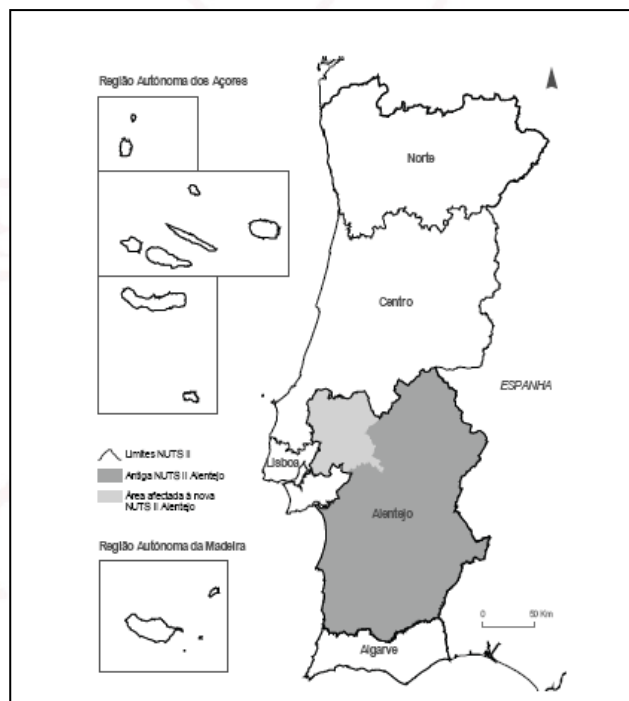 Região Autónoma dos Açores
Norte
Centro
ESPANHA
Limites NUTS II
Lisboa
Antiga NUTS II Alentejo
Área afectada à nova
NUTS II Alentejo
Alentejo
Região Autónoma da Madeira
0 50 Km
Algarve